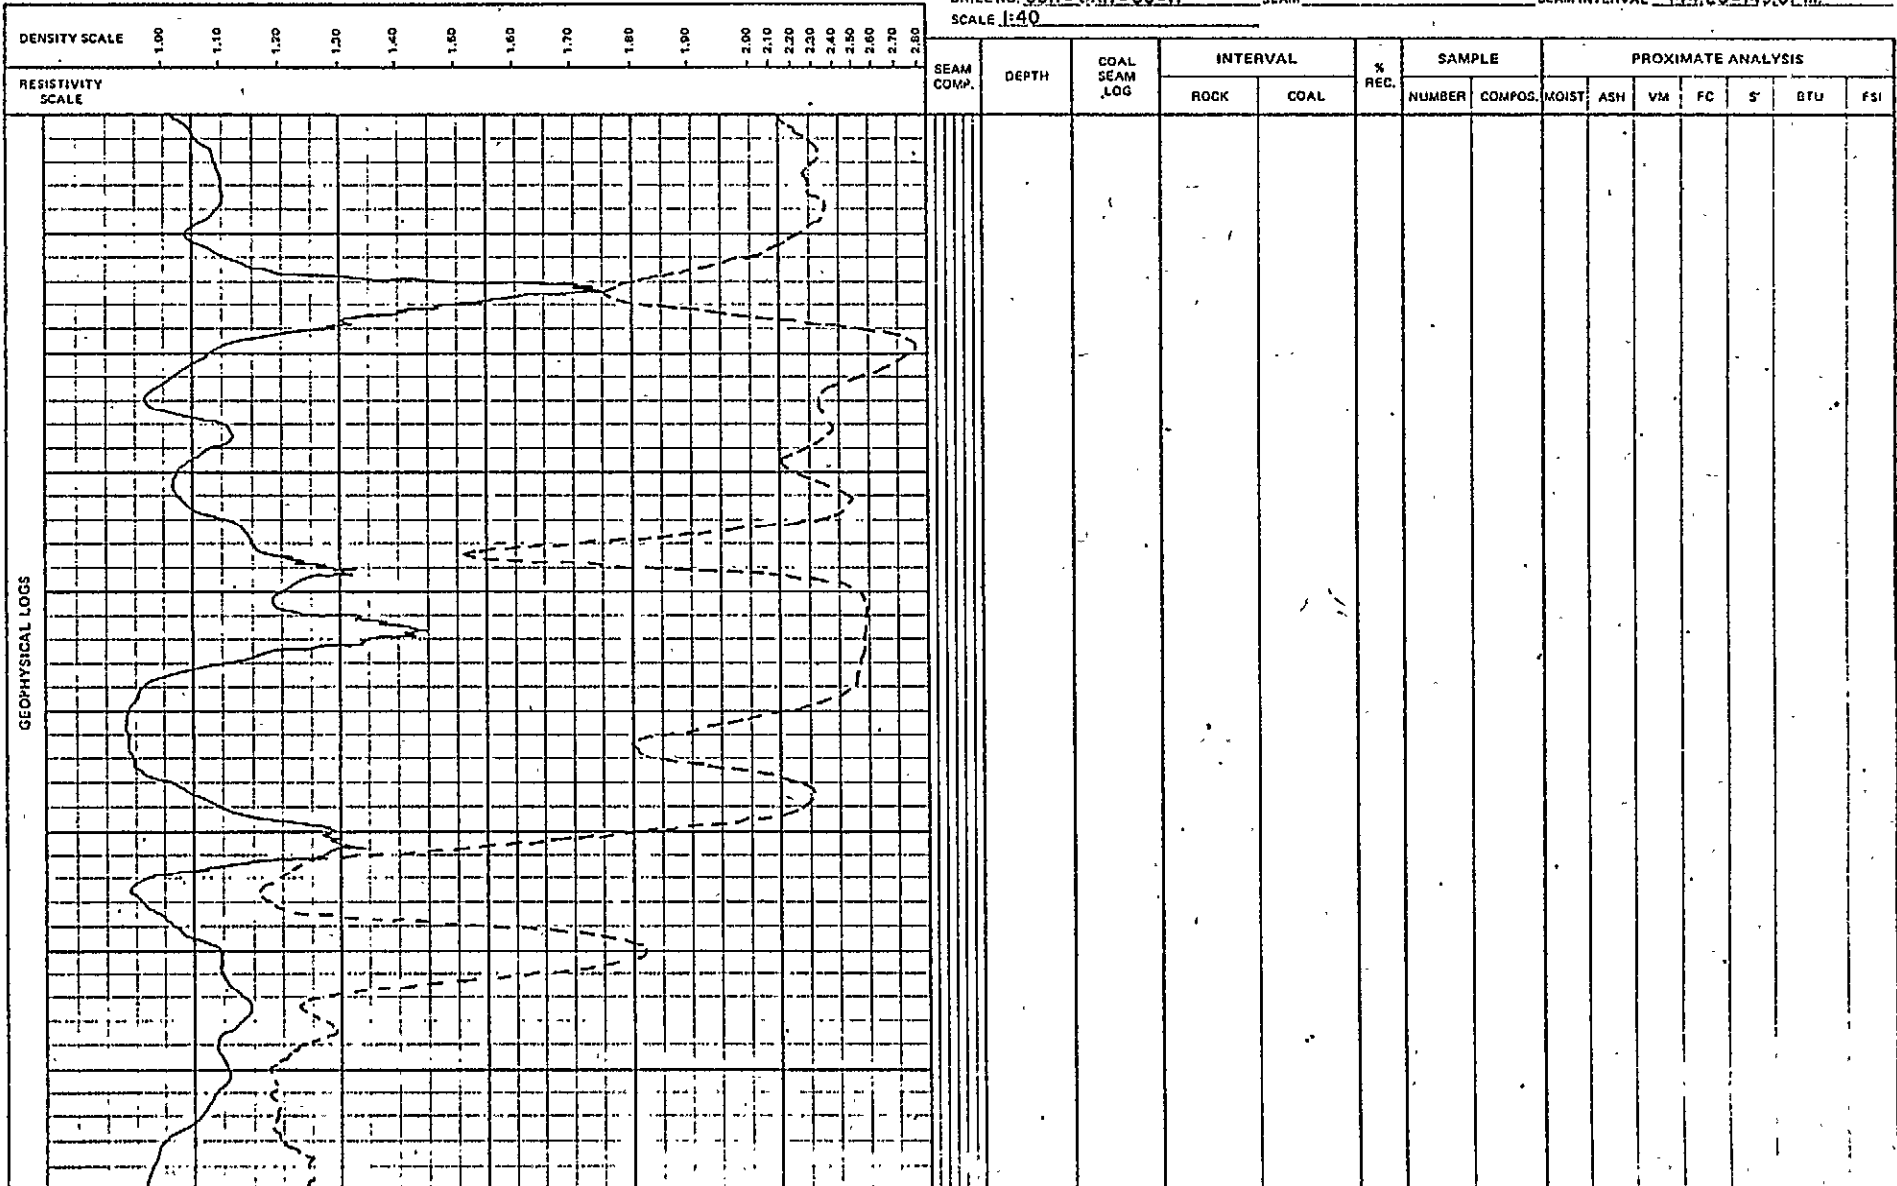 SCALE 1:40
DENSITY SCALE 1.00 1.10 1.20 1.30 1.40 1.50 1.60 1.70 1.80 1.90 2.00 2.10 2.20 2.30 2.40 2.50 2.60 2.70 2.80
RESISTIVITY SCALE
SEAM COMP.
DEPTH
COAL SEAM LOG
INTERVAL
ROCK COAL
% REC.
SAMPLE
NUMBER COMPOS.
PROXIMATE ANALYSIS
MOIST ASH VM FC S BTU FSI
GEOPHYSICAL LOGS